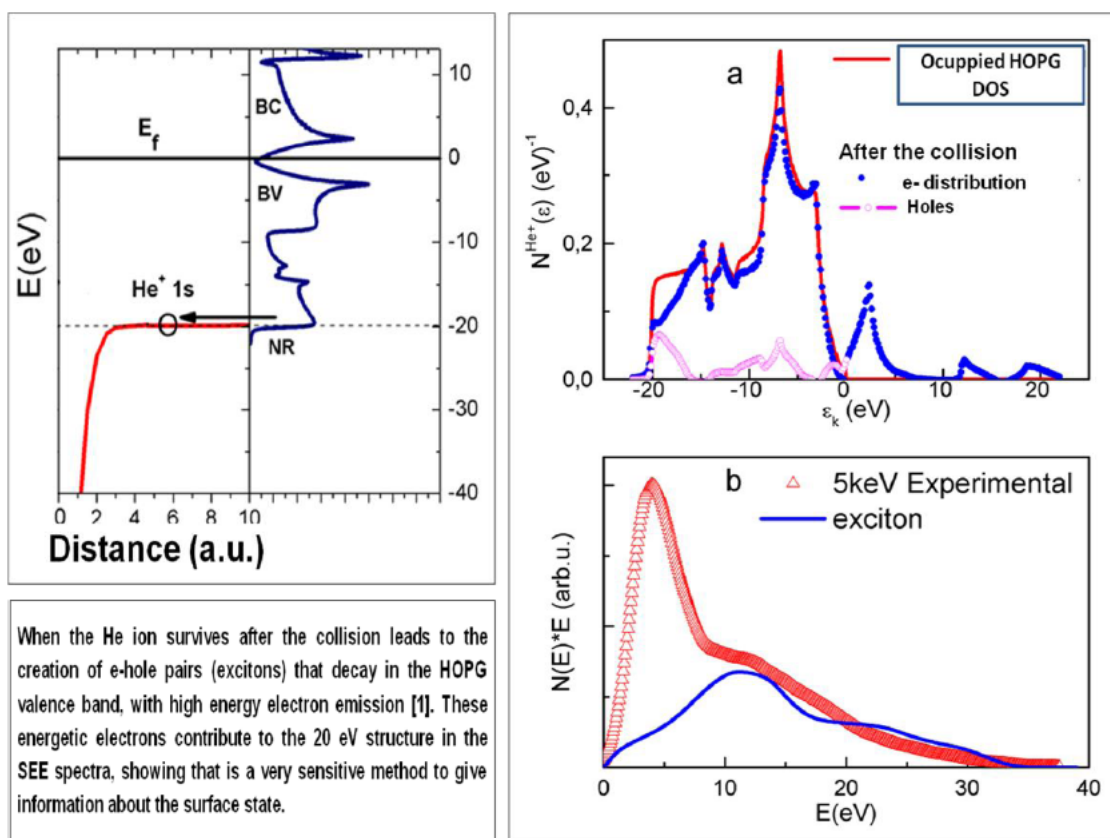 10
0
-10
-20
-30
-40
E(eV)
E_f
BC
BV
He⁺ 1s
NR
0 2 4 6 8 10
Distance (a.u.)
When the He ion survives after the collision leads to the
creation of e-hole pairs (excitons) that decay in the HOPG
valence band, with high energy electron emission [1]. These
energetic electrons contribute to the 20 eV structure in the
SEE spectra, showing that is a very sensitive method to give
information about the surface state.
a
Ocuppied HOPG
DOS
After the collision
e- distribution
Holes
0,4
0,2
0,0
N^He+(ε) (eV)⁻¹
-20 -10 0 10 20
ε_k (eV)
b
5keV Experimental
exciton
N(E)*E (arb.u.)
0 10 20 30 40
E(eV)